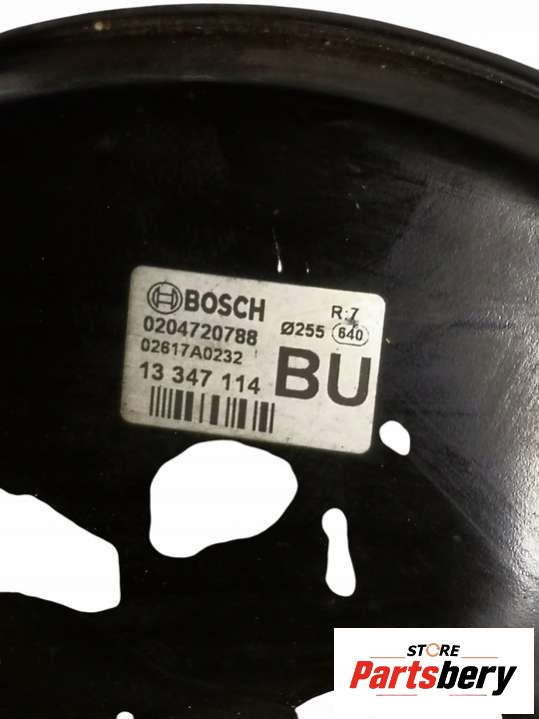 BOSCH
R:7
0204720788
Ø255 640
02617A0232
13 347 114
BU
STORE
Partsbery